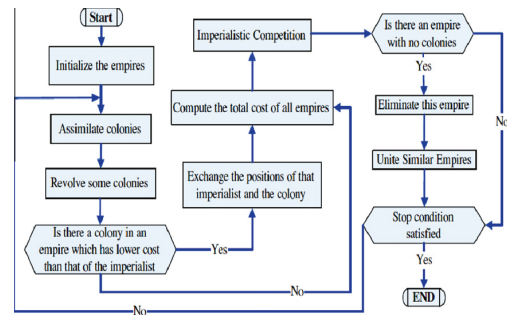 Start
Initialize the empires
Assimilate colonies
Revolve some colonies
Is there a colony in an
empire which has lower cost
than that of the imperialist
Yes
No
Exchange the positions of that
imperialist and the colony
Compute the total cost of all empires
Imperialistic Competition
Is there an empire
with no colonies
Yes
No
Eliminate this empire
Unite Similar Empires
Stop condition
satisfied
Yes
No
END